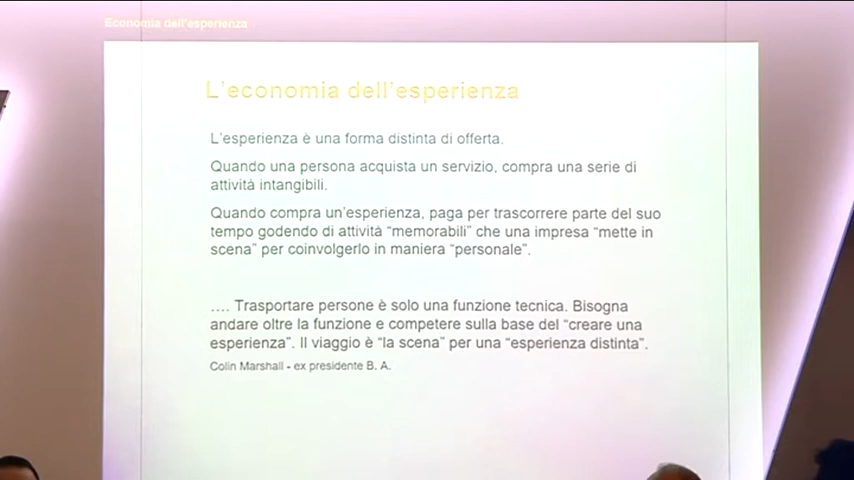 Economia dell'esperienza
L'economia dell'esperienza
L'esperienza è una forma distinta di offerta.
Quando una persona acquista un servizio, compra una serie di
attività intangibili.
Quando compra un'esperienza, paga per trascorrere parte del suo
tempo godendo di attività “memorabili” che una impresa “mette in
scena” per coinvolgerlo in maniera “personale”.
.... Trasportare persone è solo una funzione tecnica. Bisogna
andare oltre la funzione e competere sulla base del “creare una
esperienza”. Il viaggio è “la scena” per una “esperienza distinta”.
Colin Marshall - ex presidente B. A.